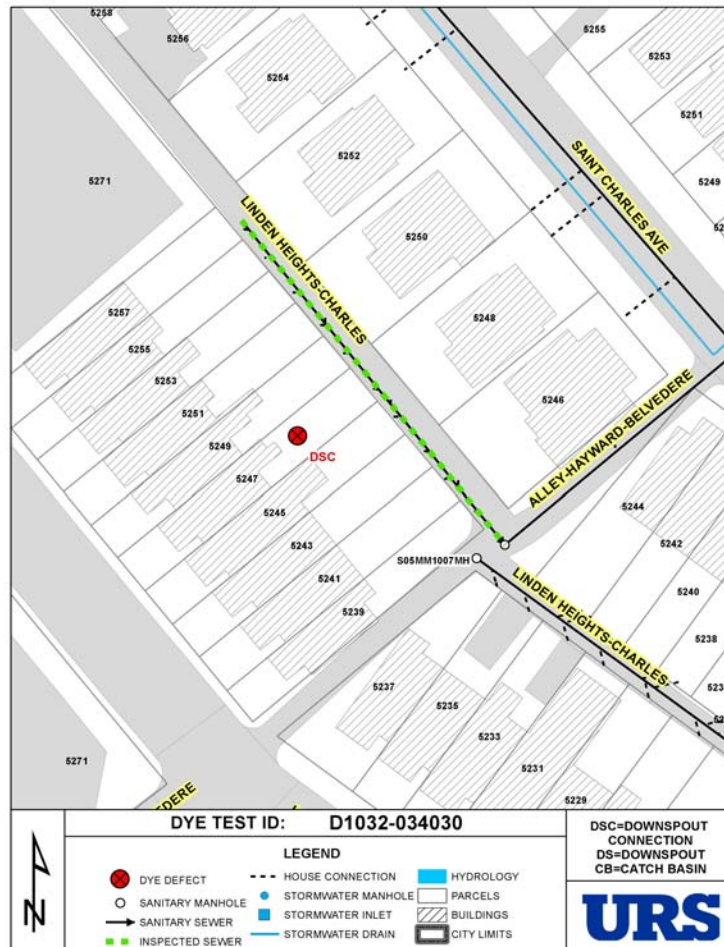 5258
5256
5254
5255
5253
5251
5249
52
5271
5252
SAINT CHARLES AVE
LINDEN HEIGHTS-CHARLES
5250
5248
5257
5255
5253
5251
5249
5247
5245
5243
5241
5239
DSC
5246
ALLEY-HAYWARD-BELVEDERE
5244
5242
5240
5238
523
52
S05MM1007MH
LINDEN HEIGHTS-CHARLES
5237
5235
5233
5231
5229
5271
EDERE
DYE TEST ID: D1032-034030
LEGEND
DYE DEFECT
SANITARY MANHOLE
SANITARY SEWER
INSPECTED SEWER
HOUSE CONNECTION
STORMWATER MANHOLE
STORMWATER INLET
STORMWATER DRAIN
HYDROLOGY
PARCELS
BUILDINGS
CITY LIMITS
DSC=DOWNSPOUT
CONNECTION
DS=DOWNSPOUT
CB=CATCH BASIN
N
URS